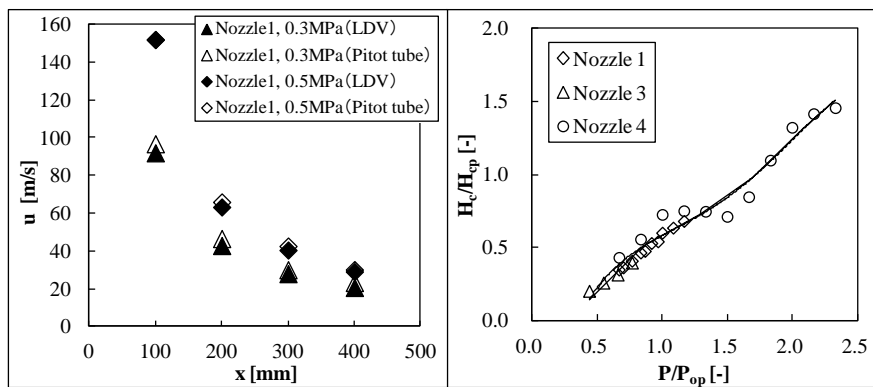 160
140
120
100
80
60
40
20
0
u [m/s]
0 100 200 300 400 500
x [mm]
Nozzle1, 0.3MPa(LDV)
Nozzle1, 0.3MPa(Pitot tube)
Nozzle1, 0.5MPa(LDV)
Nozzle1, 0.5MPa(Pitot tube)
2.0
1.5
1.0
0.5
0.0
Hc/Hcp [-]
0.0 0.5 1.0 1.5 2.0 2.5
P/Pop [-]
Nozzle 1
Nozzle 3
Nozzle 4